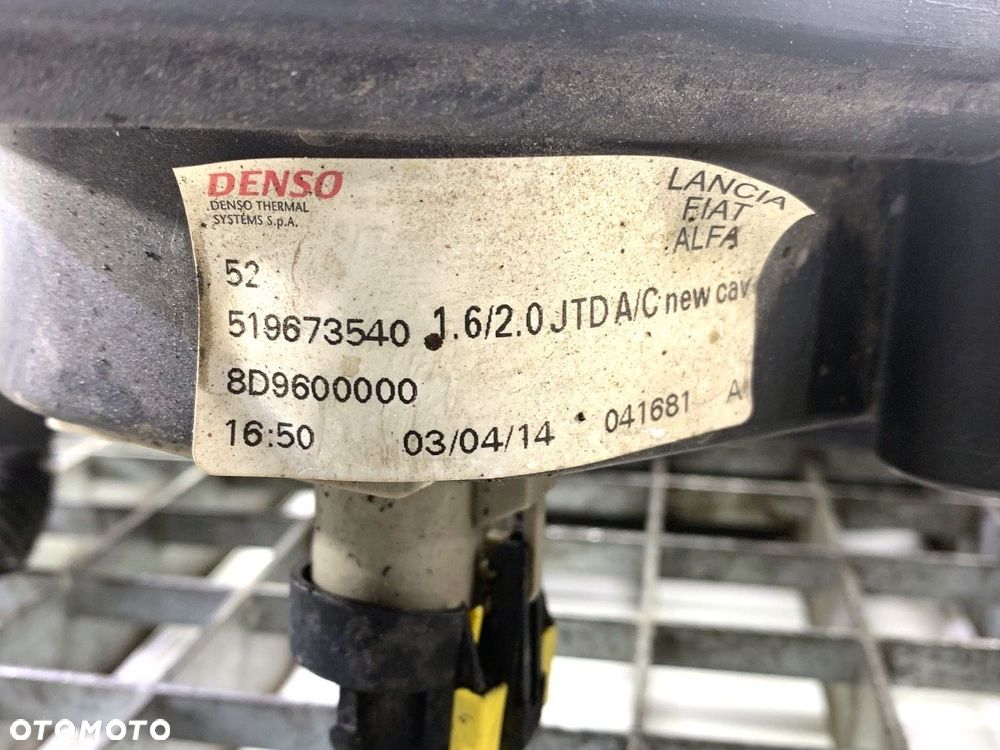 DENSO
DENSO THERMAL
SYSTEMS S.p.A.
LANCIA
FIAT
ALFA
52
519673540 1.6/2.0 JTD A/C new cav
8D9600000
16:50 03/04/14 041681 A
OTOMOTO